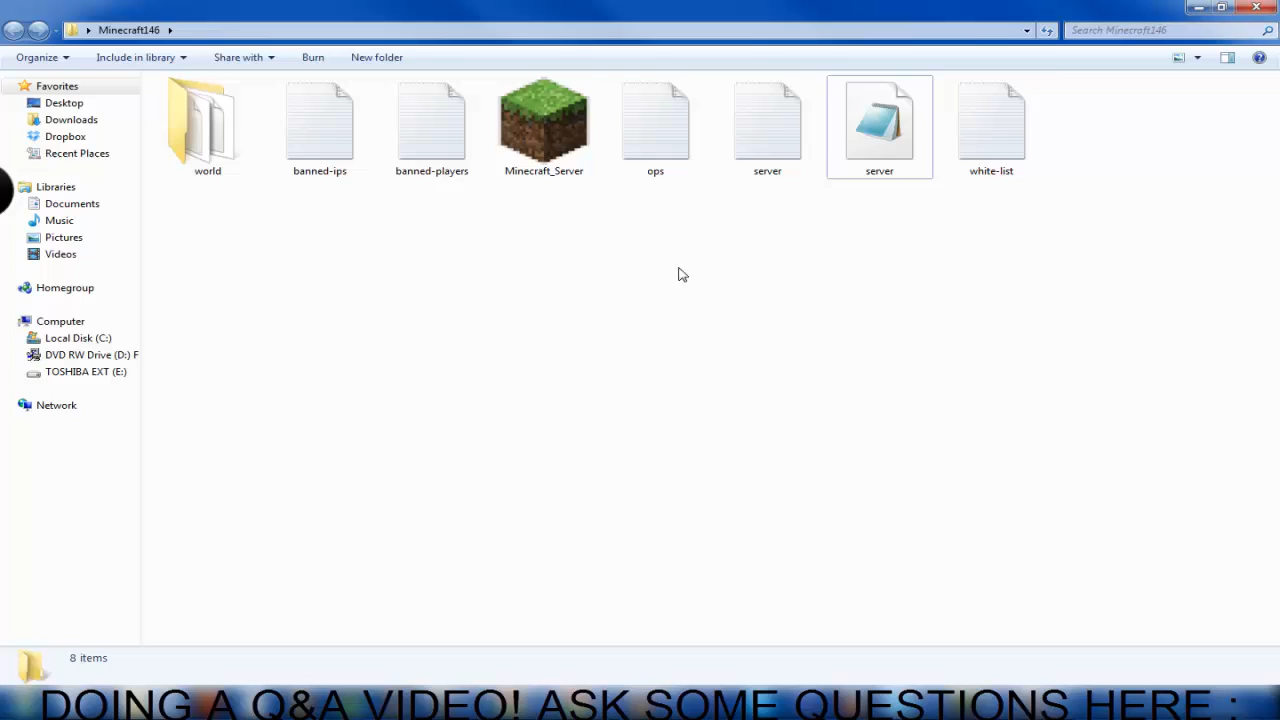 Minecraft146
Search Minecraft146
Organize
Include in library
Share with
Burn
New folder
Favorites
Desktop
Downloads
Dropbox
Recent Places
Libraries
Documents
Music
Pictures
Videos
Homegroup
Computer
Local Disk (C:)
DVD RW Drive (D:) F
TOSHIBA EXT (E:)
Network
world
banned-ips
banned-players
Minecraft_Server
ops
server
server
white-list
8 items
DOING A Q&A VIDEO! ASK SOME QUESTIONS HERE :